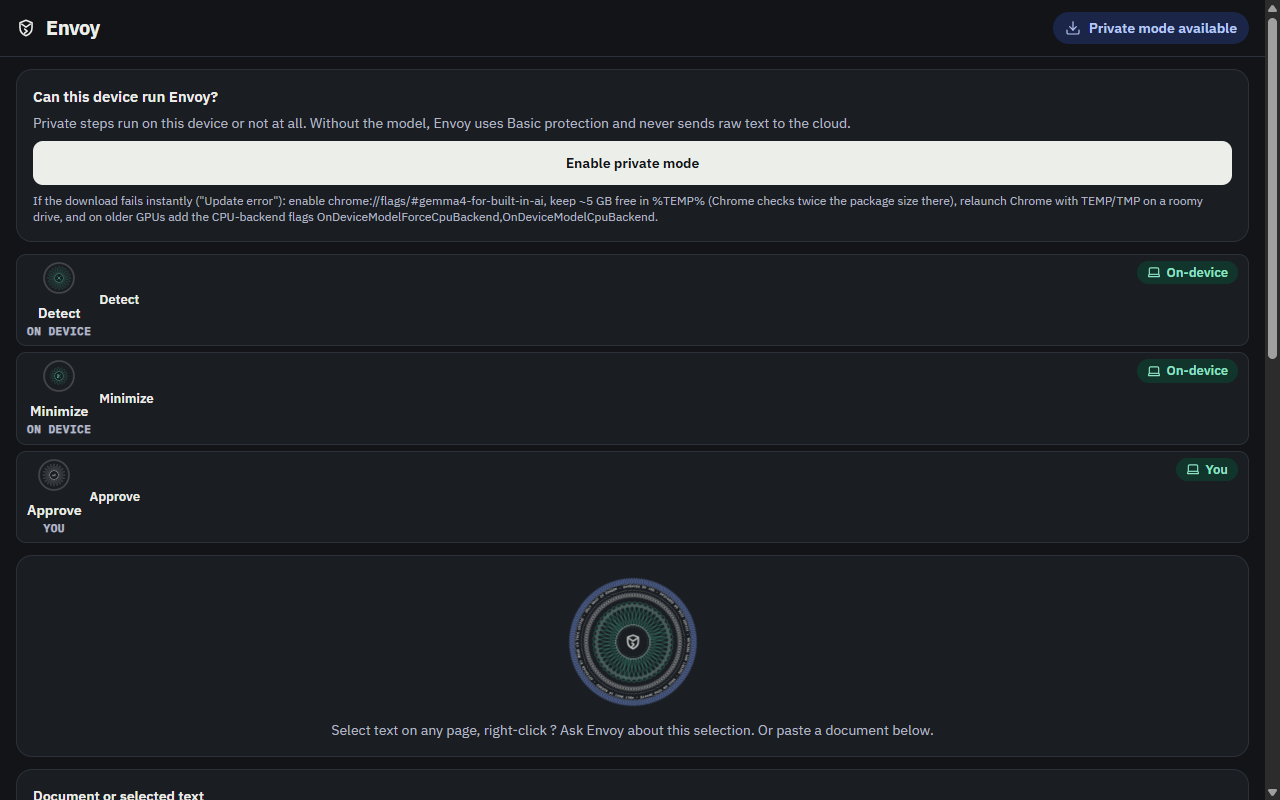 Envoy
Private mode available
Can this device run Envoy?
Private steps run on this device or not at all. Without the model, Envoy uses Basic protection and never sends raw text to the cloud.
Enable private mode
If the download fails instantly ("Update error"): enable chrome://flags/#gemma4-for-built-in-ai, keep ~5 GB free in %TEMP% (Chrome checks twice the package size there), relaunch Chrome with TEMP/TMP on a roomy
drive, and on older GPUs add the CPU-backend flags OnDeviceModelForceCpuBackend,OnDeviceModelCpuBackend.
Detect
ON DEVICE
Detect
On-device
Minimize
ON DEVICE
Minimize
On-device
Approve
YOU
Approve
You
Select text on any page, right-click ? Ask Envoy about this selection. Or paste a document below.
Document or selected text